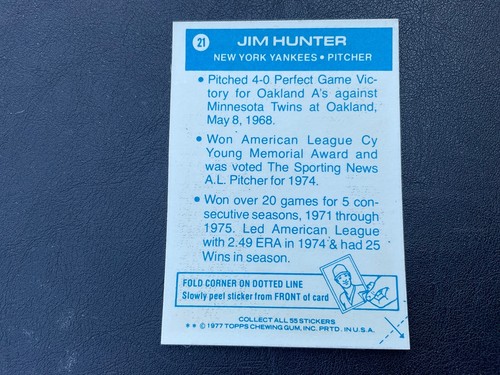 21 JIM HUNTER
NEW YORK YANKEES • PITCHER
• Pitched 4-0 Perfect Game Vic-
tory for Oakland A's against
Minnesota Twins at Oakland,
May 8, 1968.
• Won American League Cy
Young Memorial Award and
was voted The Sporting News
A.L. Pitcher for 1974.
• Won over 20 games for 5 con-
secutive seasons, 1971 through
1975. Led American League
with 2.49 ERA in 1974 & had 25
Wins in season.
FOLD CORNER ON DOTTED LINE
Slowly peel sticker from FRONT of card
COLLECT ALL 55 STICKERS
** © 1977 TOPPS CHEWING GUM, INC. PRTD. IN U.S.A.